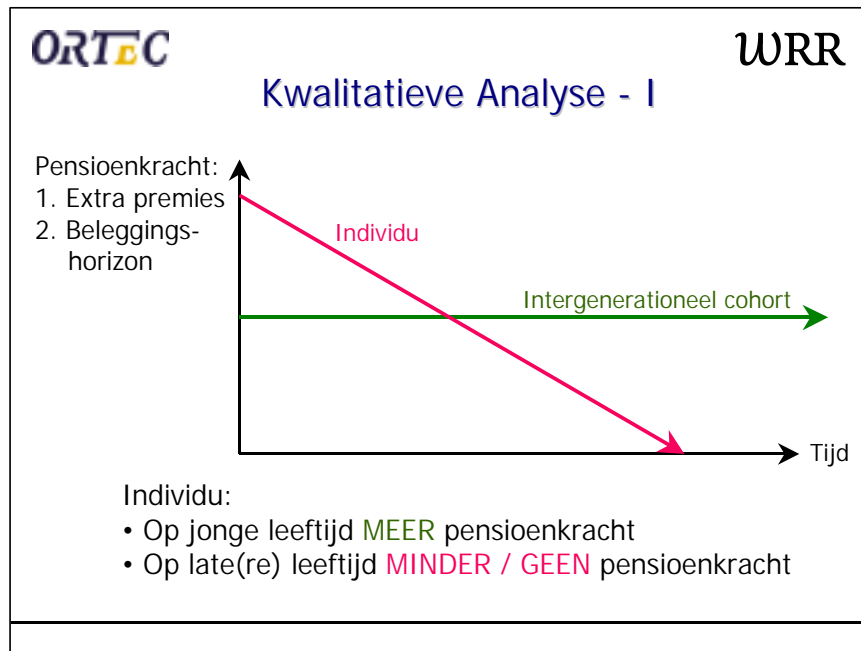 ORTEC
WRR
Kwalitatieve Analyse - I
Pensioenkracht:
1. Extra premies
2. Beleggings-
horizon
Individu
Intergenerationeel cohort
Tijd
Individu:
• Op jonge leeftijd MEER pensioenkracht
• Op late(re) leeftijd MINDER / GEEN pensioenkracht